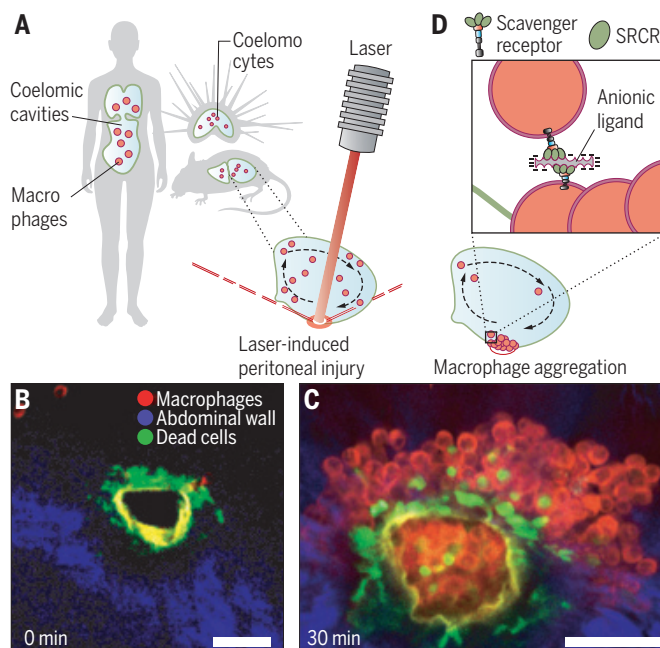 A
Coelomo
cytes
Coelomic
cavities
Macro
phages
Laser
Laser-induced
peritoneal injury
D
Scavenger
receptor
SRCR
Anionic
ligand
Macrophage aggregation
B
Macrophages
Abdominal wall
Dead cells
0 min
C
30 min